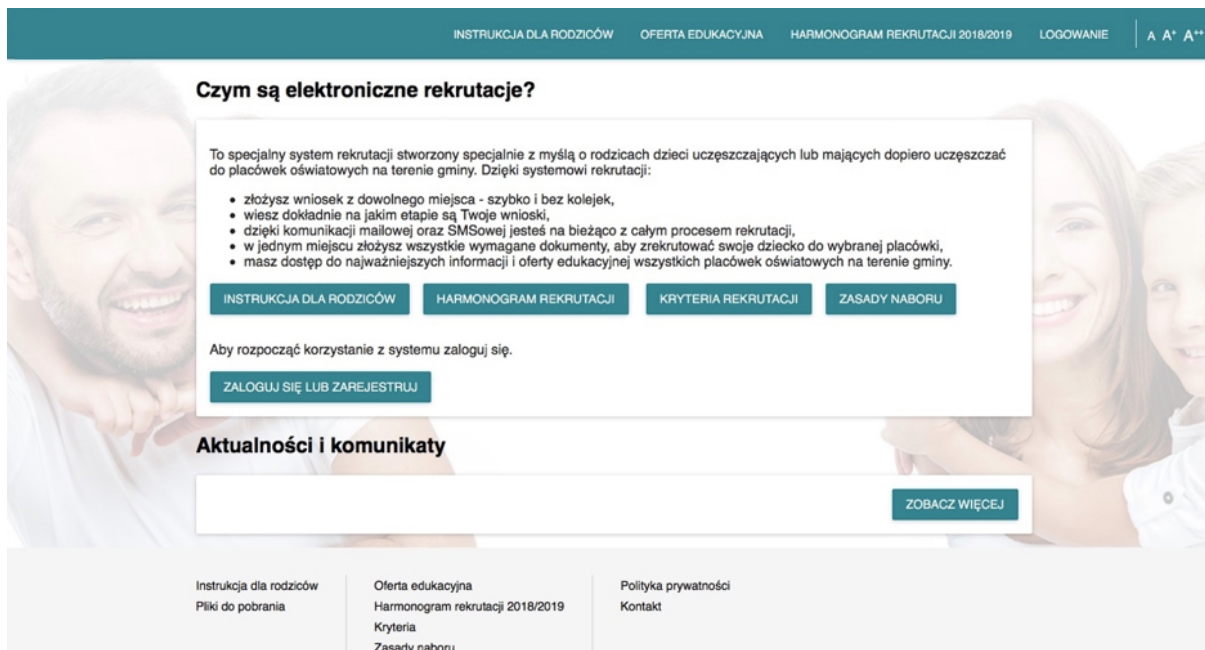 INSTRUKCJA DLA RODZICÓW OFERTA EDUKACYJNA HARMONOGRAM REKRUTACJI 2018/2019 LOGOWANIE A A+ A++
Czym są elektroniczne rekrutacje?
To specjalny system rekrutacji stworzony specjalnie z myślą o rodzicach dzieci uczęszczających lub mających dopiero uczęszczać
do placówek oświatowych na terenie gminy. Dzięki systemowi rekrutacji:
• złożysz wniosek z dowolnego miejsca - szybko i bez kolejek,
• wiesz dokładnie na jakim etapie są Twoje wnioski,
• dzięki komunikacji mailowej oraz SMSowej jesteś na bieżąco z całym procesem rekrutacji,
• w jednym miejscu złożysz wszystkie wymagane dokumenty, aby zrekrutować swoje dziecko do wybranej placówki,
• masz dostęp do najważniejszych informacji i oferty edukacyjnej wszystkich placówek oświatowych na terenie gminy.
INSTRUKCJA DLA RODZICÓW HARMONOGRAM REKRUTACJI KRYTERIA REKRUTACJI ZASADY NABORU
Aby rozpocząć korzystanie z systemu zaloguj się.
ZALOGUJ SIĘ LUB ZAREJESTRUJ
Aktualności i komunikaty
ZOBACZ WIĘCEJ
Instrukcja dla rodziców
Pliki do pobrania
Oferta edukacyjna
Harmonogram rekrutacji 2018/2019
Kryteria
Zasady naboru
Polityka prywatności
Kontakt